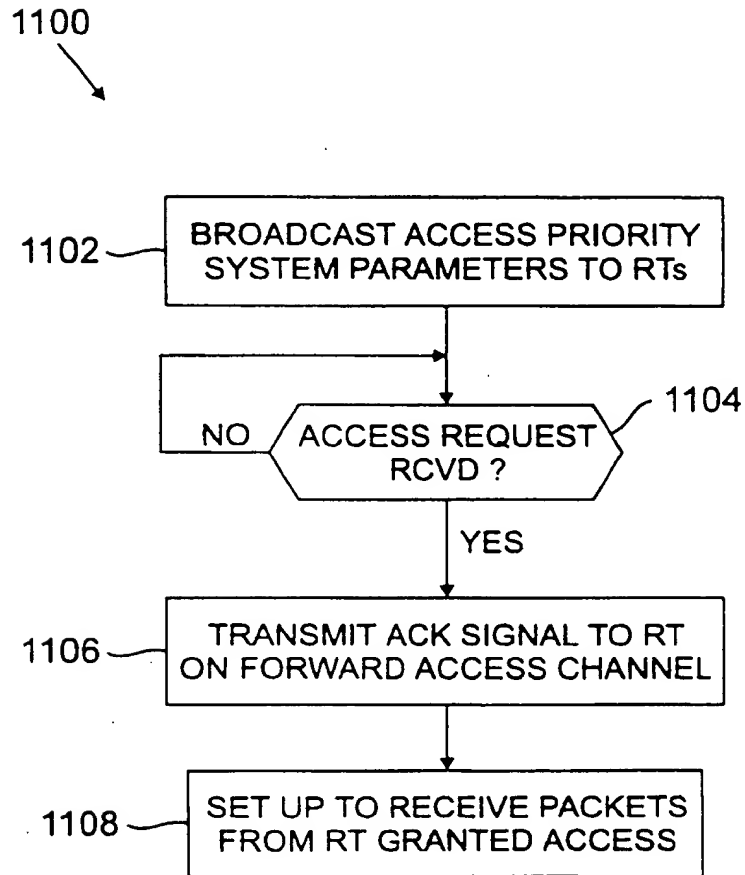 1100
1102
BROADCAST ACCESS PRIORITY
SYSTEM PARAMETERS TO RTs
1104
NO
ACCESS REQUEST
RCVD ?
YES
1106
TRANSMIT ACK SIGNAL TO RT
ON FORWARD ACCESS CHANNEL
1108
SET UP TO RECEIVE PACKETS
FROM RT GRANTED ACCESS